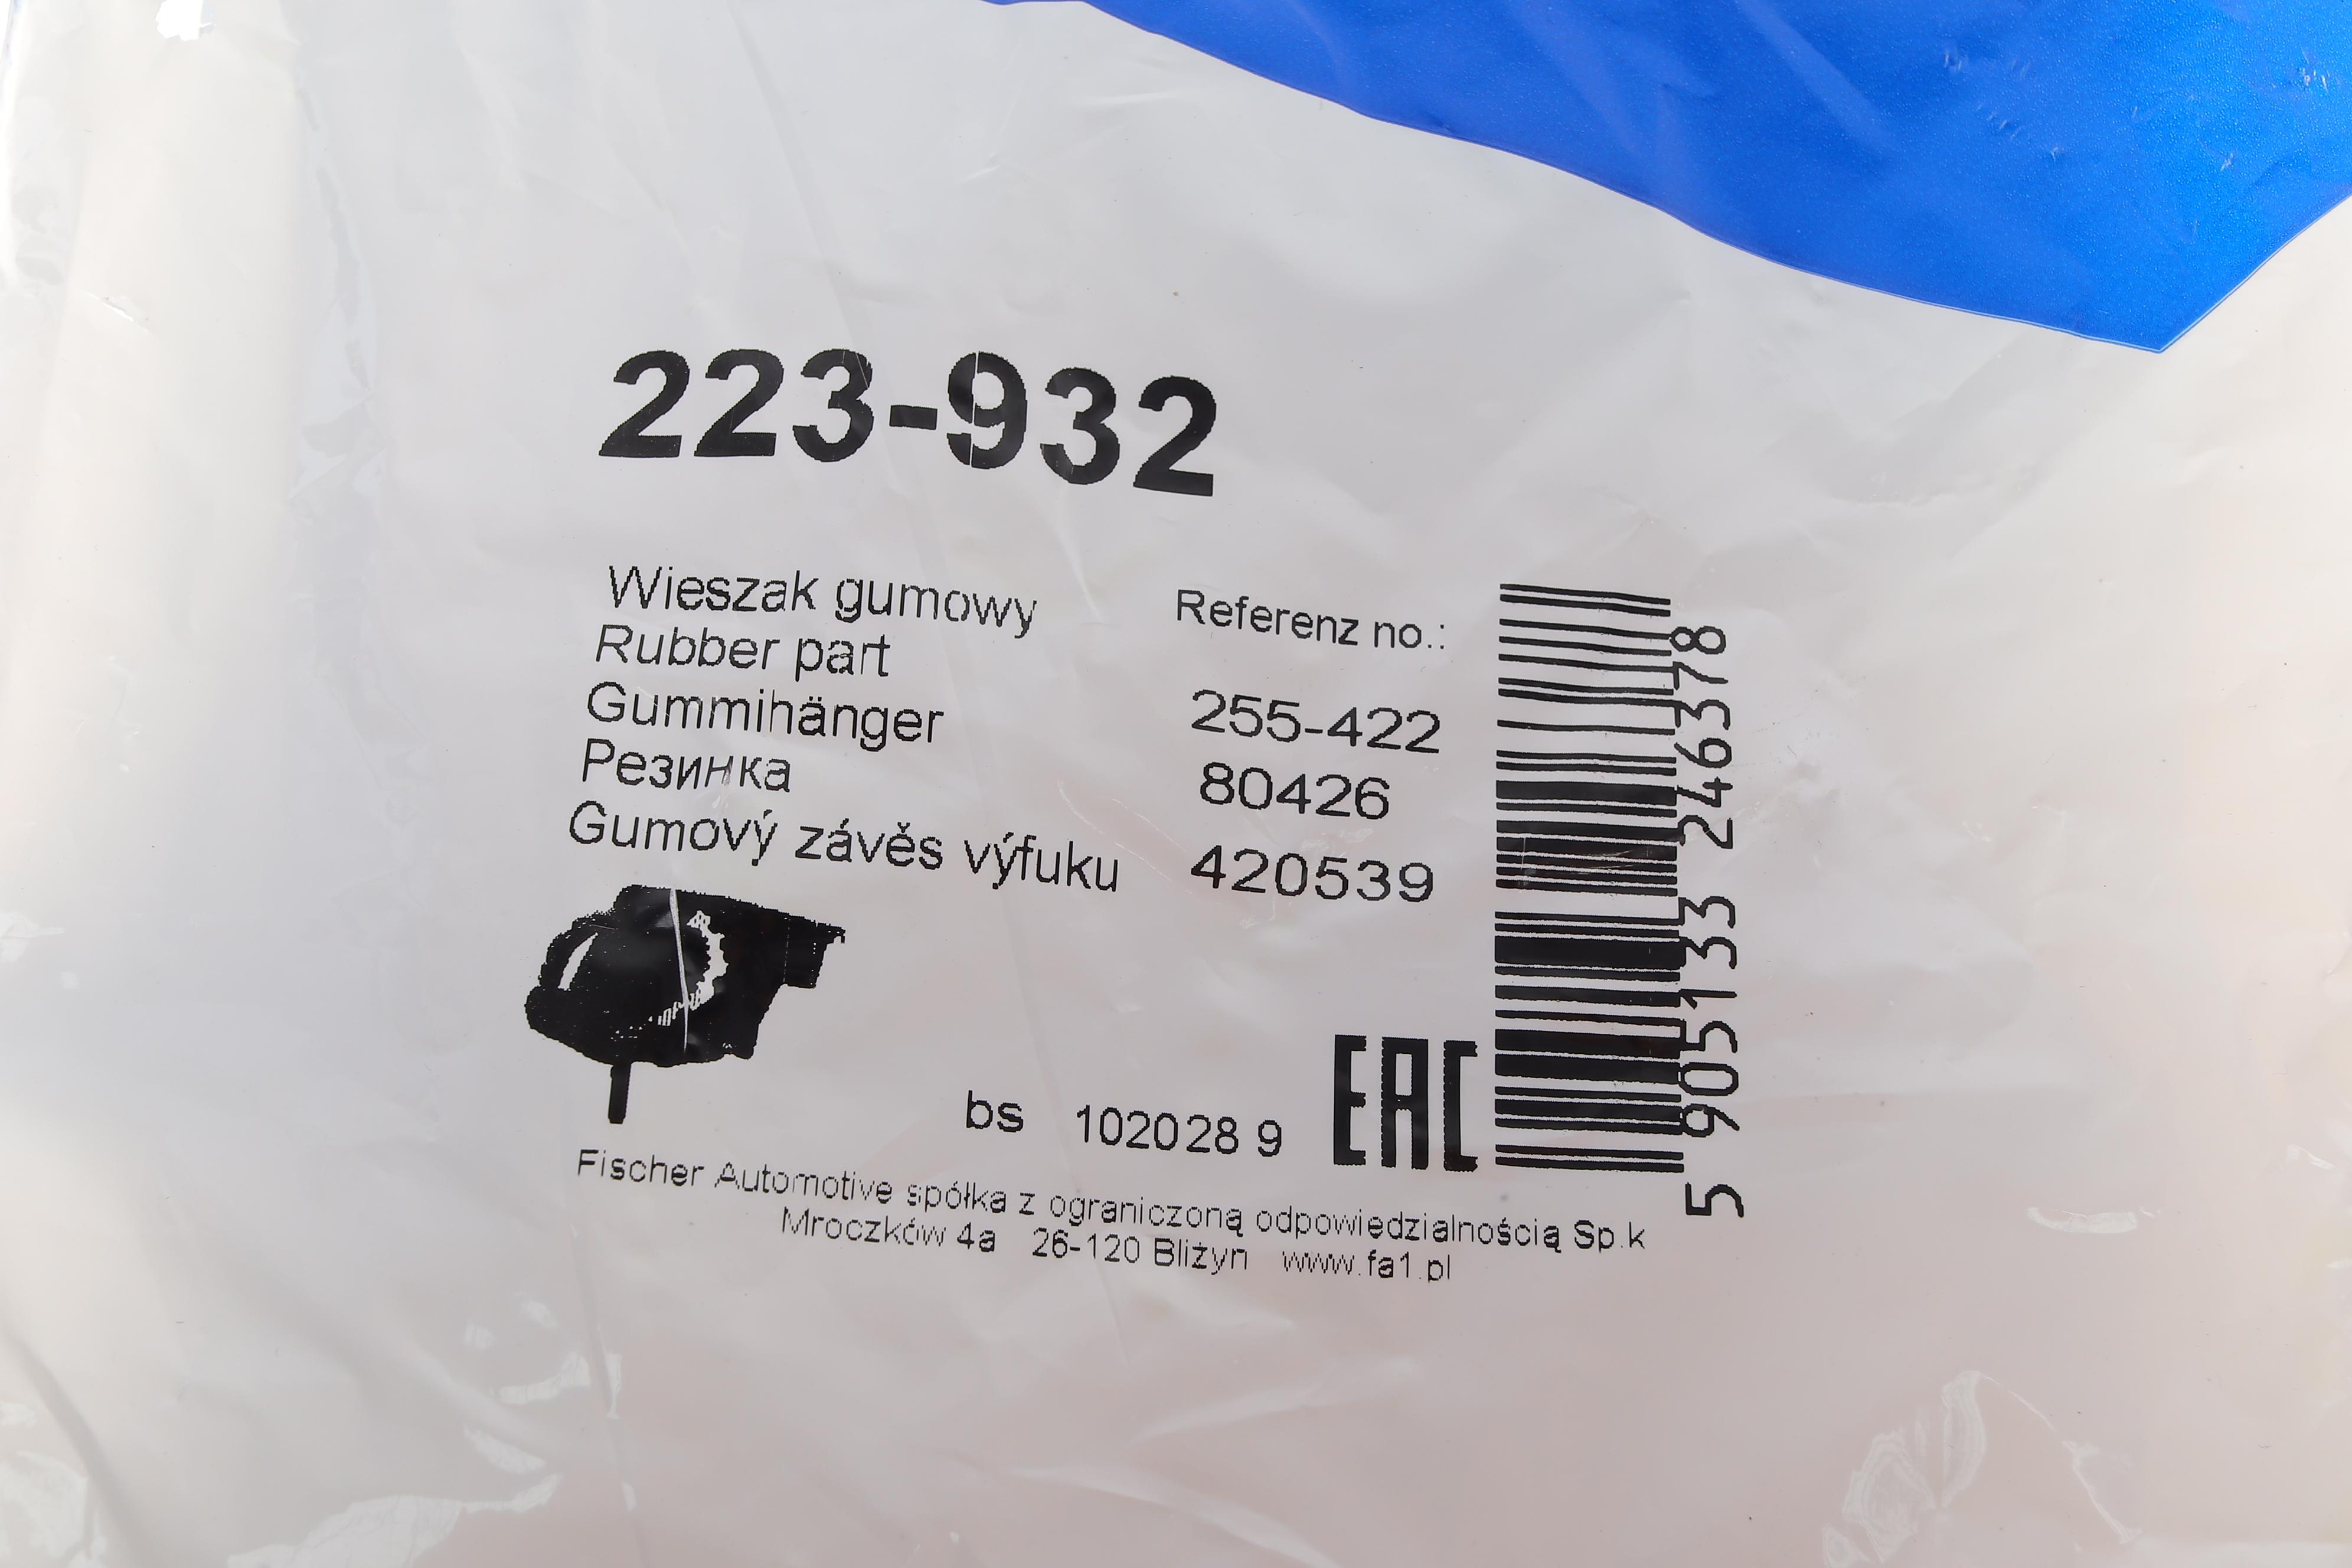 223-932
Wieszak gumowy
Rubber part
Gummihänger
Резинка
Gumový závěs výfuku
Referenz no.:
255-422
80426
420539
5 905133 246378
bs 102028 9
EAC
Fischer Automotive spółka z ograniczoną odpowiedzialnością Sp.k
Mroczków 4a 26-120 Bliżyn www.fa1.pl